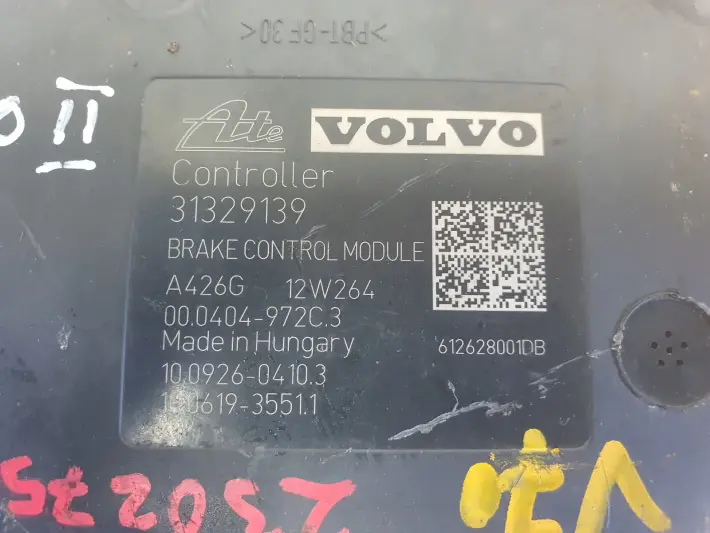 >PBT-GF30<
II
Ate VOLVO
Controller
31329139
BRAKE CONTROL MODULE
A426G 12W264
00.0404-972C.3
Made in Hungary
612628001DB
10.0926-0410.3
10.0619-3551.1